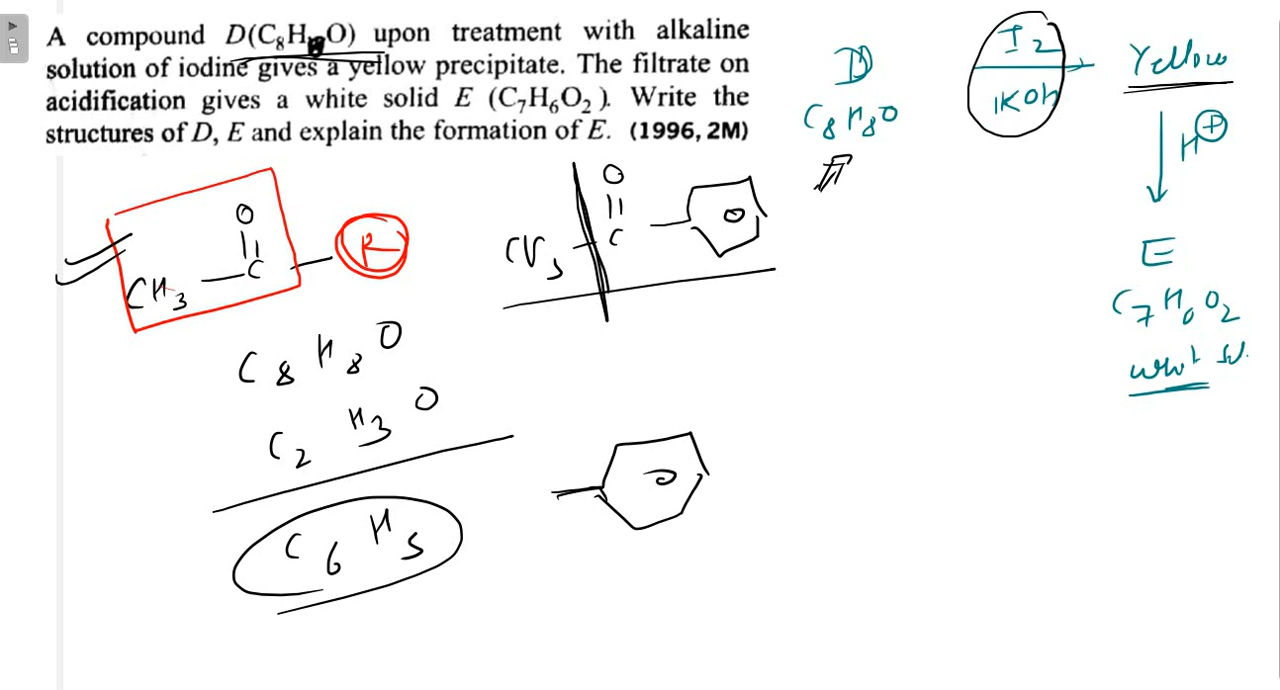 A compound D(C₈H₈O) upon treatment with alkaline
solution of iodine gives a yellow precipitate. The filtrate on
acidification gives a white solid E (C₇H₆O₂). Write the
structures of D, E and explain the formation of E. (1996, 2M)
D
C₈H₈O
I₂
KOh
Yellow
H⊕
E
C₇H₆O₂
O
||
CH₃ — C — R
O
||
C
C₈H₈O
C₂H₃O
C₆H₅